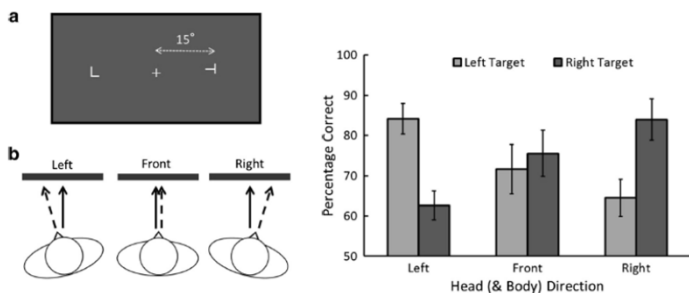 a
15°
L
b
Left
Front
Right
100
90
80
70
60
50
Percentage Correct
Left Target
Right Target
Left
Front
Right
Head (& Body) Direction